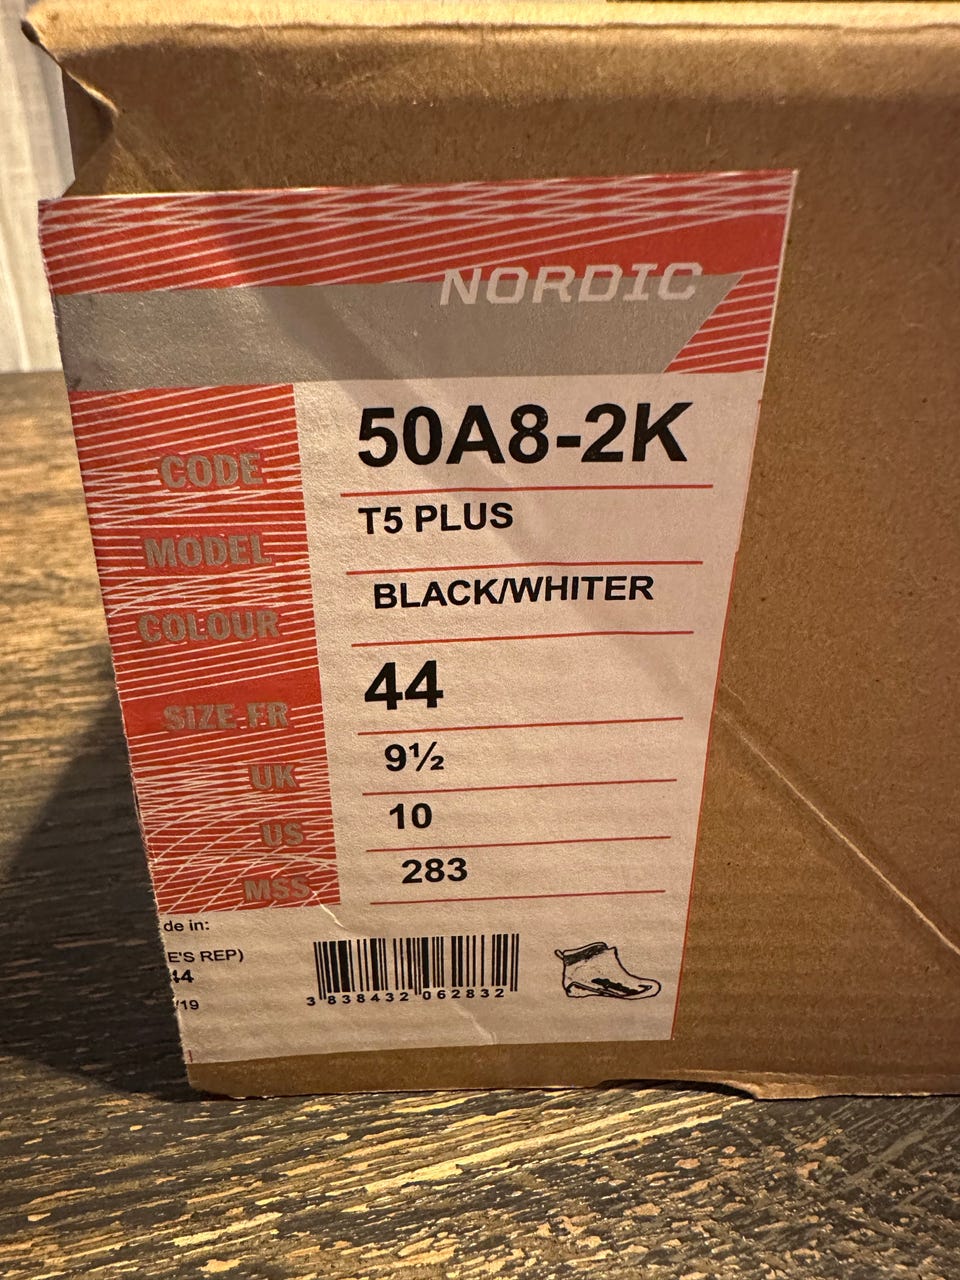 NORDIC
CODE 50A8-2K
MODEL T5 PLUS
COLOUR BLACK/WHITER
SiZE FR 44
UK 9½
US 10
MSS 283
de in:
E'S REP)
44
/19
3 838432 062832